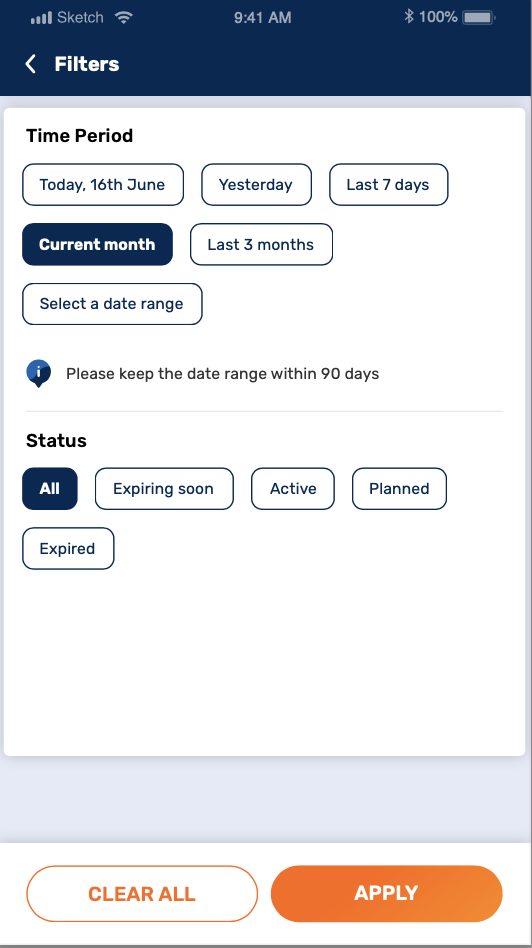 Sketch 9:41 AM 100%
Filters
Time Period
Today, 16th June Yesterday Last 7 days
Current month Last 3 months
Select a date range
i Please keep the date range within 90 days
Status
All Expiring soon Active Planned
Expired
CLEAR ALL APPLY